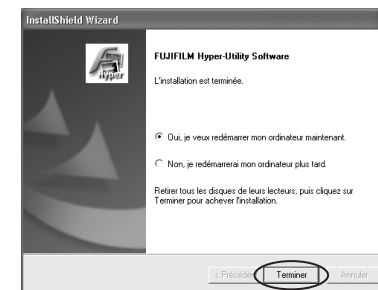 InstallShield Wizard
Hyper
FUJIFILM Hyper-Utility Software
L'installation est terminée.
Oui, je veux redémarrer mon ordinateur maintenant.
Non, je redémarrerai mon ordinateur plus tard.
Retirer tous les disques de leurs lecteurs, puis cliquez sur
Terminer pour achever l'installation.
< Précéden Terminer Annuler